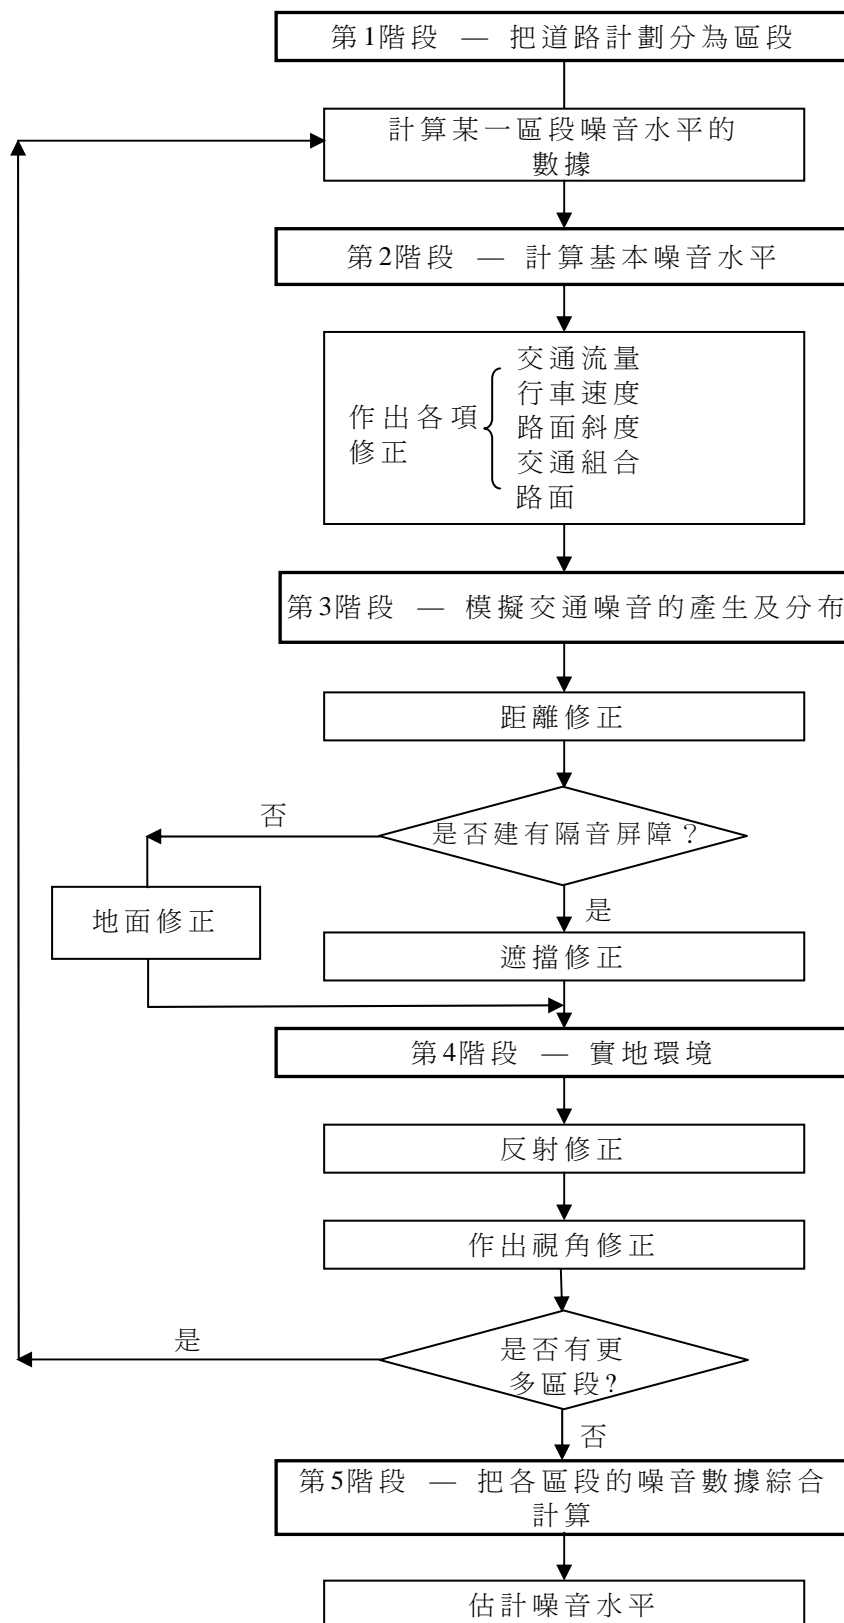 第1階段 — 把道路計劃分為區段
計算某一區段噪音水平的
數據
第2階段 — 計算基本噪音水平
作出各項
修正
交通流量
行車速度
路面斜度
交通組合
路面
第3階段 — 模擬交通噪音的產生及分布
距離修正
是否建有隔音屏障？
否
是
地面修正
遮擋修正
第4階段 — 實地環境
反射修正
作出視角修正
是否有更
多區段?
是
否
第5階段 — 把各區段的噪音數據綜合
計算
估計噪音水平